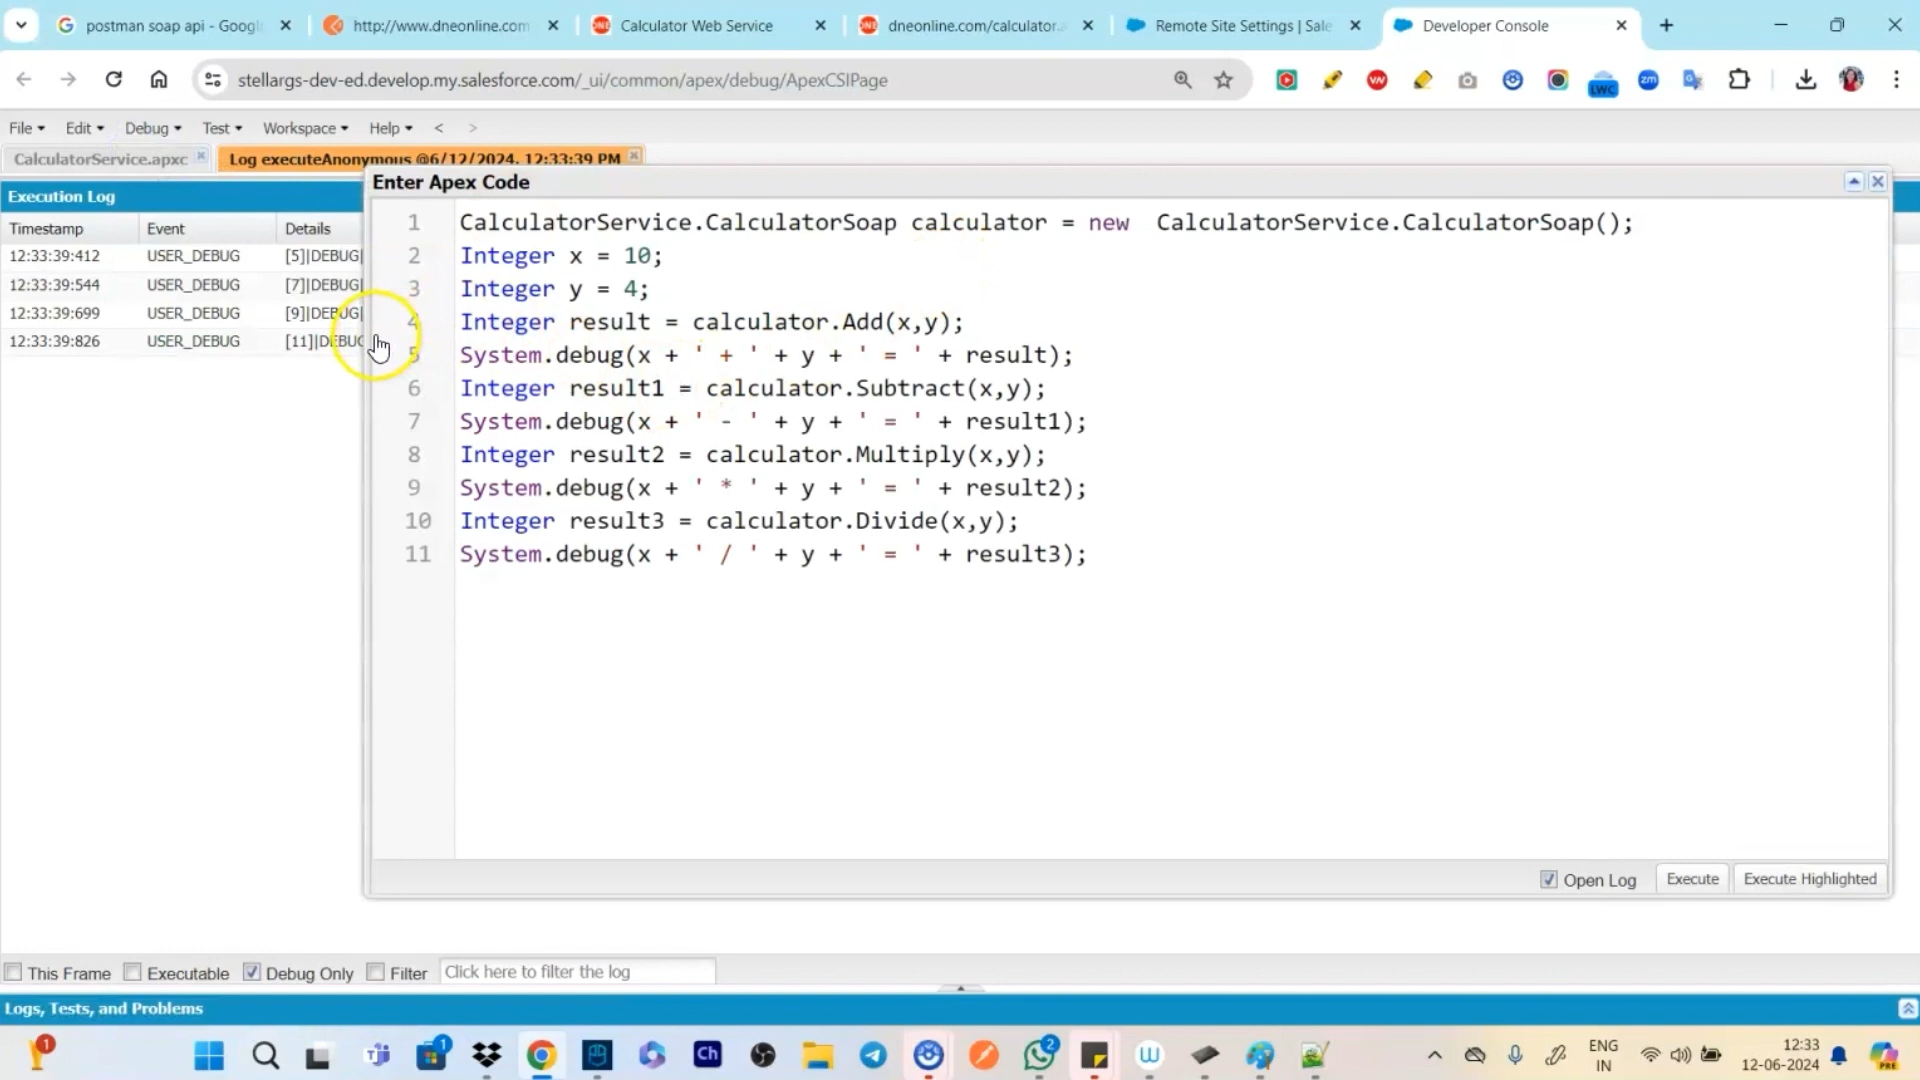 postman soap api - Googl
http://www.dneonline.com
Calculator Web Service
dneonline.com/calculator.a
Remote Site Settings | Sale
Developer Console
stellargs-dev-ed.develop.my.salesforce.com/_ui/common/apex/debug/ApexCSIPage
File Edit Debug Test Workspace Help < >
CalculatorService.apxc
Log executeAnonymous @6/12/2024, 12:33:39 PM
Execution Log
Timestamp Event Details
12:33:39:412 USER_DEBUG [5]|DEBUG|
12:33:39:544 USER_DEBUG [7]|DEBUG|
12:33:39:699 USER_DEBUG [9]|DEBUG|
12:33:39:826 USER_DEBUG [11]|DEBUG
Enter Apex Code
1 CalculatorService.CalculatorSoap calculator = new  CalculatorService.CalculatorSoap();
2 Integer x = 10;
3 Integer y = 4;
4 Integer result = calculator.Add(x,y);
5 System.debug(x + ' + ' + y + ' = ' + result);
6 Integer result1 = calculator.Subtract(x,y);
7 System.debug(x + ' - ' + y + ' = ' + result1);
8 Integer result2 = calculator.Multiply(x,y);
9 System.debug(x + ' * ' + y + ' = ' + result2);
10 Integer result3 = calculator.Divide(x,y);
11 System.debug(x + ' / ' + y + ' = ' + result3);
Open Log Execute Execute Highlighted
This Frame Executable Debug Only Filter Click here to filter the log
Logs, Tests, and Problems
ENG
IN
12:33
12-06-2024